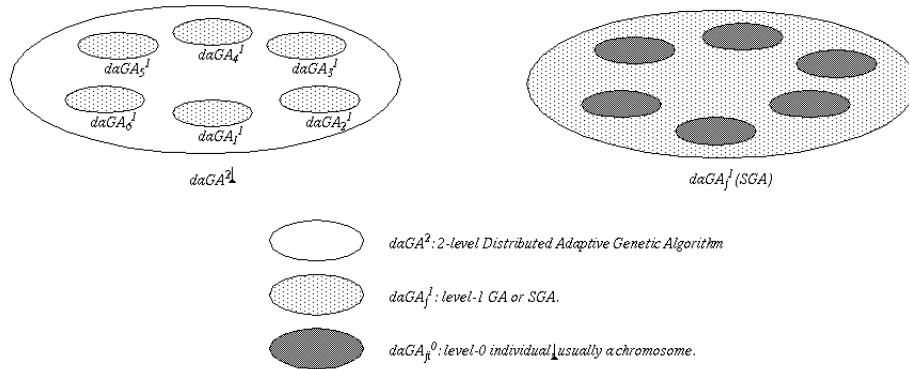 daGA₅¹
daGA₄¹
daGA₃¹
daGA₆¹
daGA₁¹
daGA₂¹
daGA²
daGAⱼ¹ (SGA)
daGA²: 2-level Distributed Adaptive Genetic Algorithm
daGAⱼ¹: level-1 GA or SGA.
daGAⱼᵢ⁰: level-0 individual, usually a chromosome.